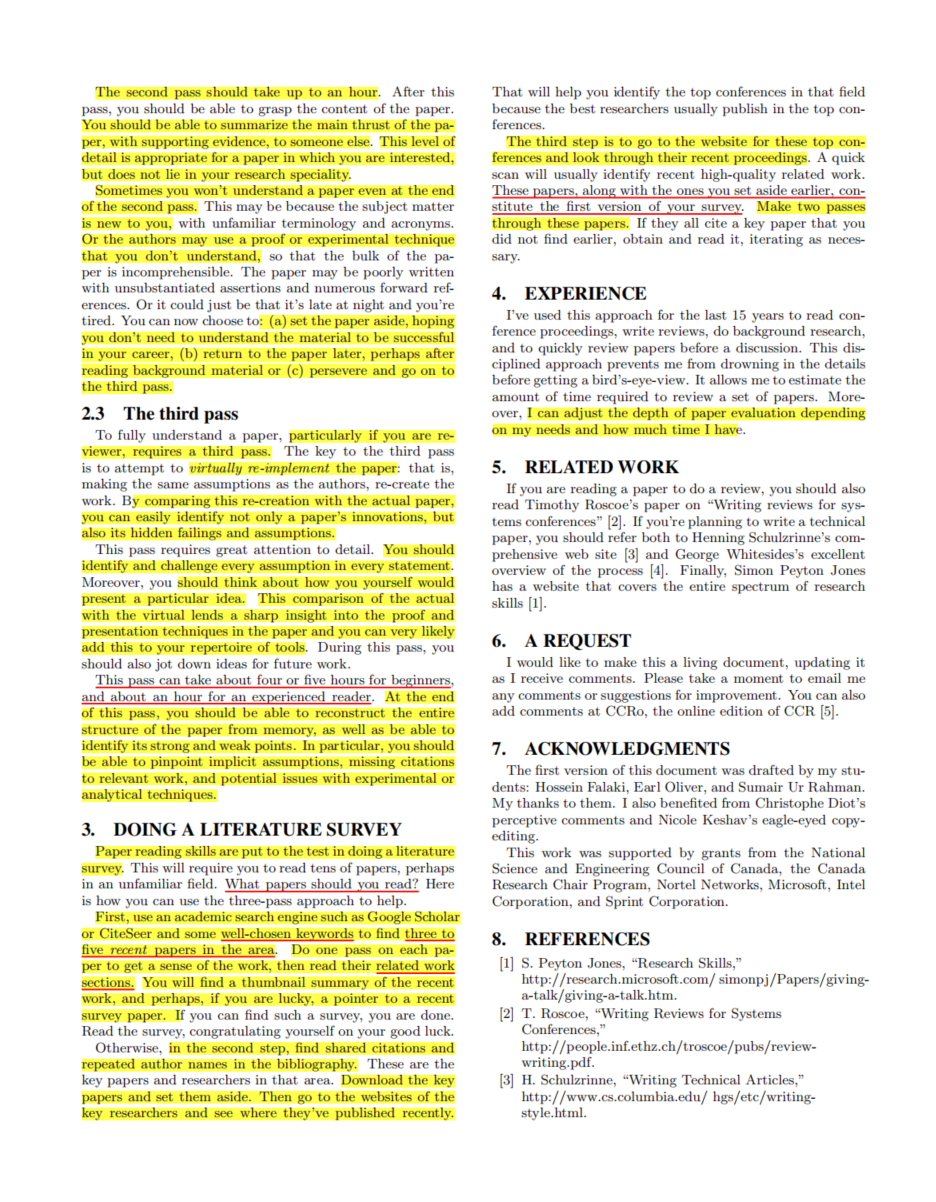 The second pass should take up to an hour. After this
pass, you should be able to grasp the content of the paper.
You should be able to summarize the main thrust of the pa-
per, with supporting evidence, to someone else. This level of
detail is appropriate for a paper in which you are interested,
but does not lie in your research speciality.
Sometimes you won't understand a paper even at the end
of the second pass. This may be because the subject matter
is new to you, with unfamiliar terminology and acronyms.
Or the authors may use a proof or experimental technique
that you don't understand, so that the bulk of the pa-
per is incomprehensible. The paper may be poorly written
with unsubstantiated assertions and numerous forward ref-
erences. Or it could just be that it's late at night and you're
tired. You can now choose to: (a) set the paper aside, hoping
you don't need to understand the material to be successful
in your career, (b) return to the paper later, perhaps after
reading background material or (c) persevere and go on to
the third pass.
2.3 The third pass
To fully understand a paper, particularly if you are re-
viewer, requires a third pass. The key to the third pass
is to attempt to virtually re-implement the paper: that is,
making the same assumptions as the authors, re-create the
work. By comparing this re-creation with the actual paper,
you can easily identify not only a paper's innovations, but
also its hidden failings and assumptions.
This pass requires great attention to detail. You should
identify and challenge every assumption in every statement.
Moreover, you should think about how you yourself would
present a particular idea. This comparison of the actual
with the virtual lends a sharp insight into the proof and
presentation techniques in the paper and you can very likely
add this to your repertoire of tools. During this pass, you
should also jot down ideas for future work.
This pass can take about four or five hours for beginners,
and about an hour for an experienced reader. At the end
of this pass, you should be able to reconstruct the entire
structure of the paper from memory, as well as be able to
identify its strong and weak points. In particular, you should
be able to pinpoint implicit assumptions, missing citations
to relevant work, and potential issues with experimental or
analytical techniques.
3. DOING A LITERATURE SURVEY
Paper reading skills are put to the test in doing a literature
survey. This will require you to read tens of papers, perhaps
in an unfamiliar field. What papers should you read? Here
is how you can use the three-pass approach to help.
First, use an academic search engine such as Google Scholar
or CiteSeer and some well-chosen keywords to find three to
five recent papers in the area. Do one pass on each pa-
per to get a sense of the work, then read their related work
sections. You will find a thumbnail summary of the recent
work, and perhaps, if you are lucky, a pointer to a recent
survey paper. If you can find such a survey, you are done.
Read the survey, congratulating yourself on your good luck.
Otherwise, in the second step, find shared citations and
repeated author names in the bibliography. These are the
key papers and researchers in that area. Download the key
papers and set them aside. Then go to the websites of the
key researchers and see where they've published recently.
That will help you identify the top conferences in that field
because the best researchers usually publish in the top con-
ferences.
The third step is to go to the website for these top con-
ferences and look through their recent proceedings. A quick
scan will usually identify recent high-quality related work.
These papers, along with the ones you set aside earlier, con-
stitute the first version of your survey. Make two passes
through these papers. If they all cite a key paper that you
did not find earlier, obtain and read it, iterating as neces-
sary.
4. EXPERIENCE
I've used this approach for the last 15 years to read con-
ference proceedings, write reviews, do background research,
and to quickly review papers before a discussion. This dis-
ciplined approach prevents me from drowning in the details
before getting a bird's-eye-view. It allows me to estimate the
amount of time required to review a set of papers. More-
over, I can adjust the depth of paper evaluation depending
on my needs and how much time I have.
5. RELATED WORK
If you are reading a paper to do a review, you should also
read Timothy Roscoe's paper on "Writing reviews for sys-
tems conferences" [2]. If you're planning to write a technical
paper, you should refer both to Henning Schulzrinne's com-
prehensive web site [3] and George Whitesides's excellent
overview of the process [4]. Finally, Simon Peyton Jones
has a website that covers the entire spectrum of research
skills [1].
6. A REQUEST
I would like to make this a living document, updating it
as I receive comments. Please take a moment to email me
any comments or suggestions for improvement. You can also
add comments at CCRo, the online edition of CCR [5].
7. ACKNOWLEDGMENTS
The first version of this document was drafted by my stu-
dents: Hossein Falaki, Earl Oliver, and Sumair Ur Rahman.
My thanks to them. I also benefited from Christophe Diot's
perceptive comments and Nicole Keshav's eagle-eyed copy-
editing.
This work was supported by grants from the National
Science and Engineering Council of Canada, the Canada
Research Chair Program, Nortel Networks, Microsoft, Intel
Corporation, and Sprint Corporation.
8. REFERENCES
[1] S. Peyton Jones, "Research Skills,"
http://research.microsoft.com/ simonpj/Papers/giving-
a-talk/giving-a-talk.htm.
[2] T. Roscoe, "Writing Reviews for Systems
Conferences,"
http://people.inf.ethz.ch/troscoe/pubs/review-
writing.pdf.
[3] H. Schulzrinne, "Writing Technical Articles,"
http://www.cs.columbia.edu/ hgs/etc/writing-
style.html.